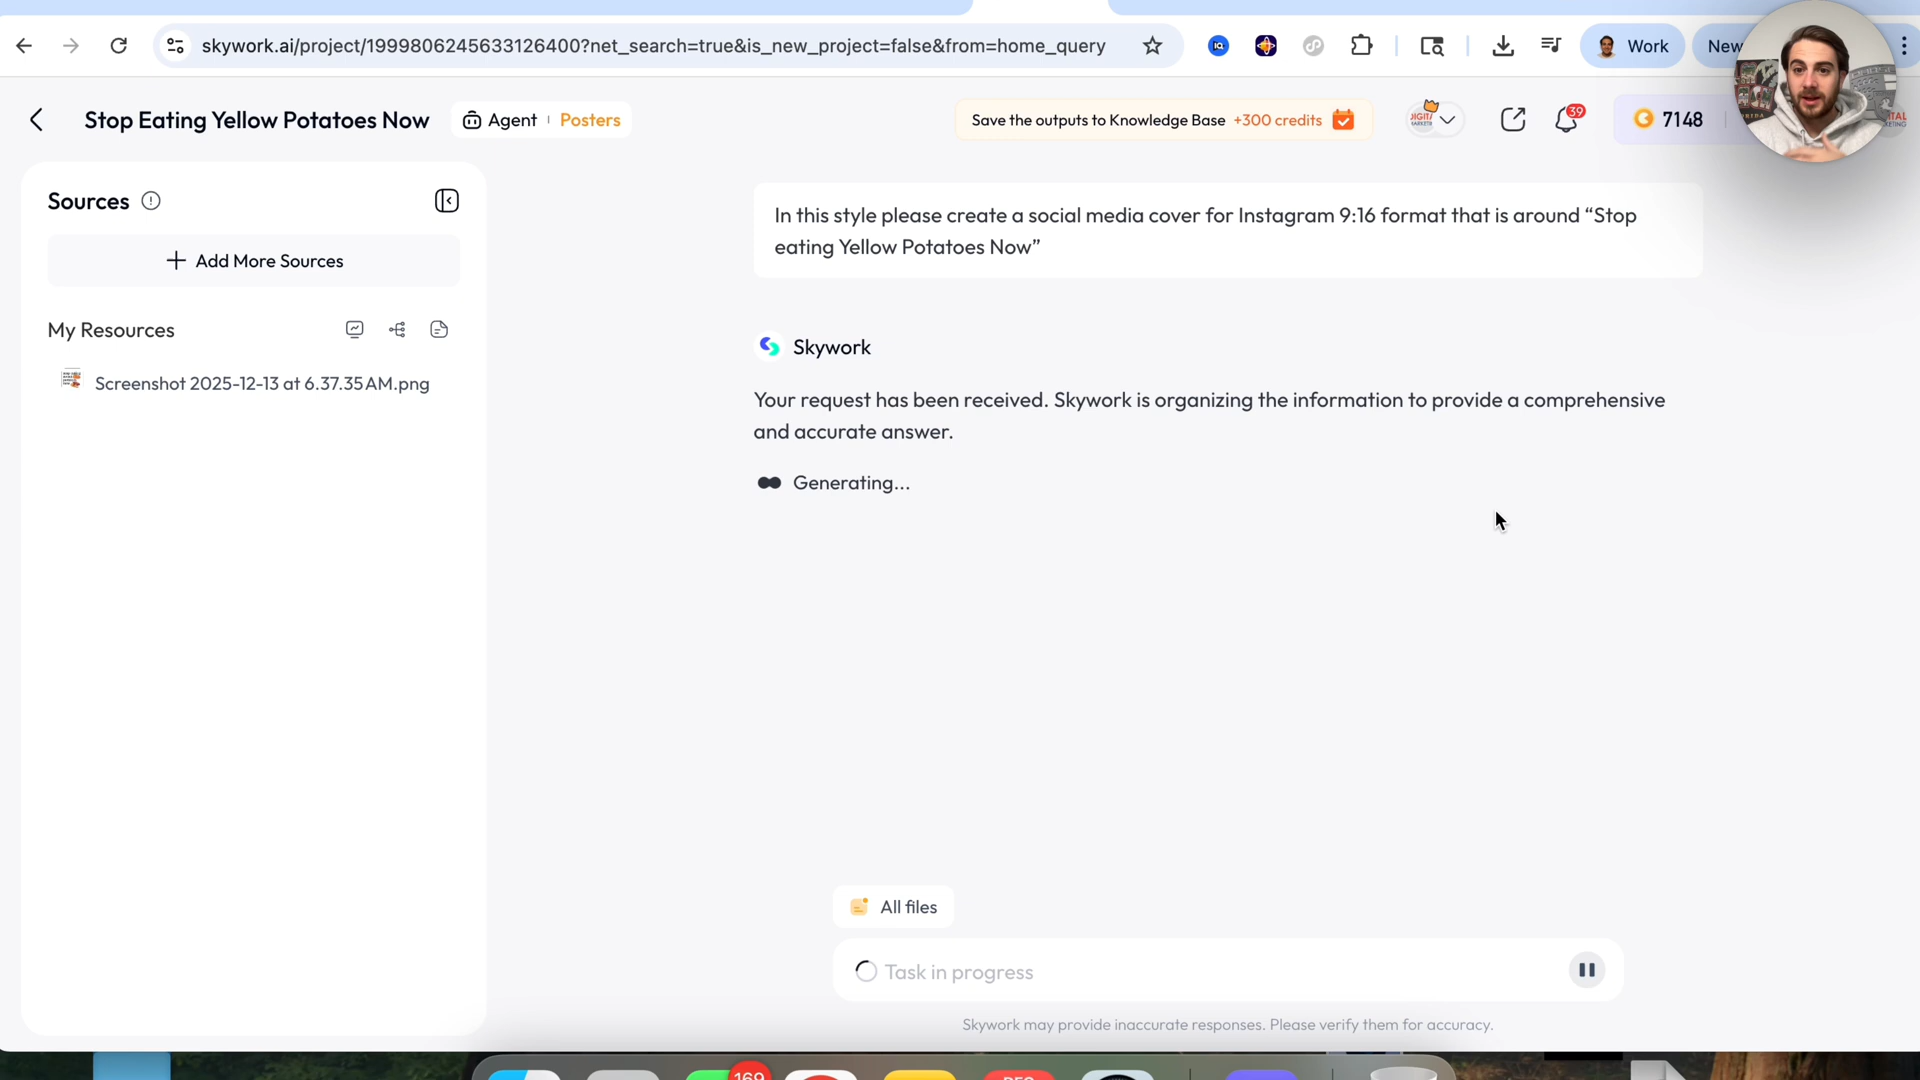 skywork.ai/project/1999806245633126400?net_search=true&is_new_project=false&from=home_query
Work
New
Stop Eating Yellow Potatoes Now
Agent
Posters
Save the outputs to Knowledge Base +300 credits
39
7148
Sources
Add More Sources
My Resources
Screenshot 2025-12-13 at 6.37.35 AM.png
In this style please create a social media cover for Instagram 9:16 format that is around “Stop
eating Yellow Potatoes Now”
Skywork
Your request has been received. Skywork is organizing the information to provide a comprehensive
and accurate answer.
Generating...
All files
Task in progress
Skywork may provide inaccurate responses. Please verify them for accuracy.
169
REC